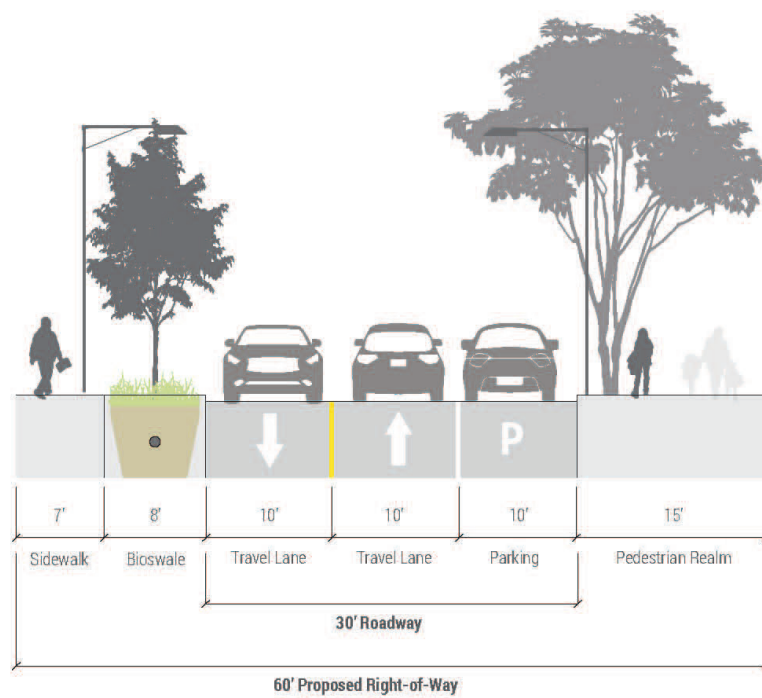 P
7' 8' 10' 10' 10' 15'
Sidewalk Bioswale Travel Lane Travel Lane Parking Pedestrian Realm
30' Roadway
60' Proposed Right-of-Way